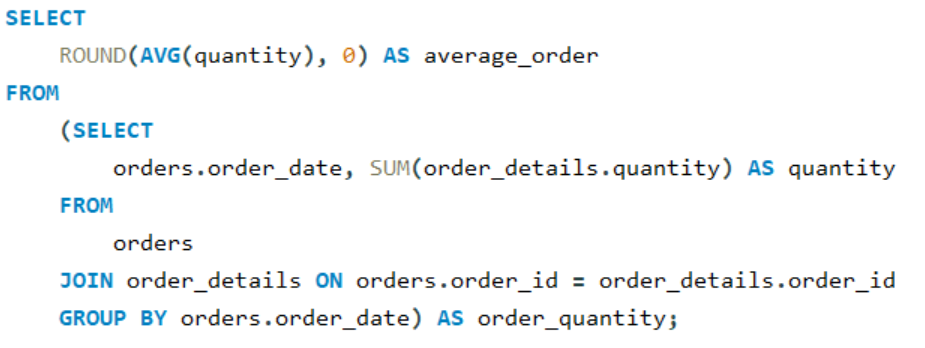 SELECT
    ROUND(AVG(quantity), 0) AS average_order
FROM
    (SELECT
        orders.order_date, SUM(order_details.quantity) AS quantity
    FROM
        orders
    JOIN order_details ON orders.order_id = order_details.order_id
    GROUP BY orders.order_date) AS order_quantity;